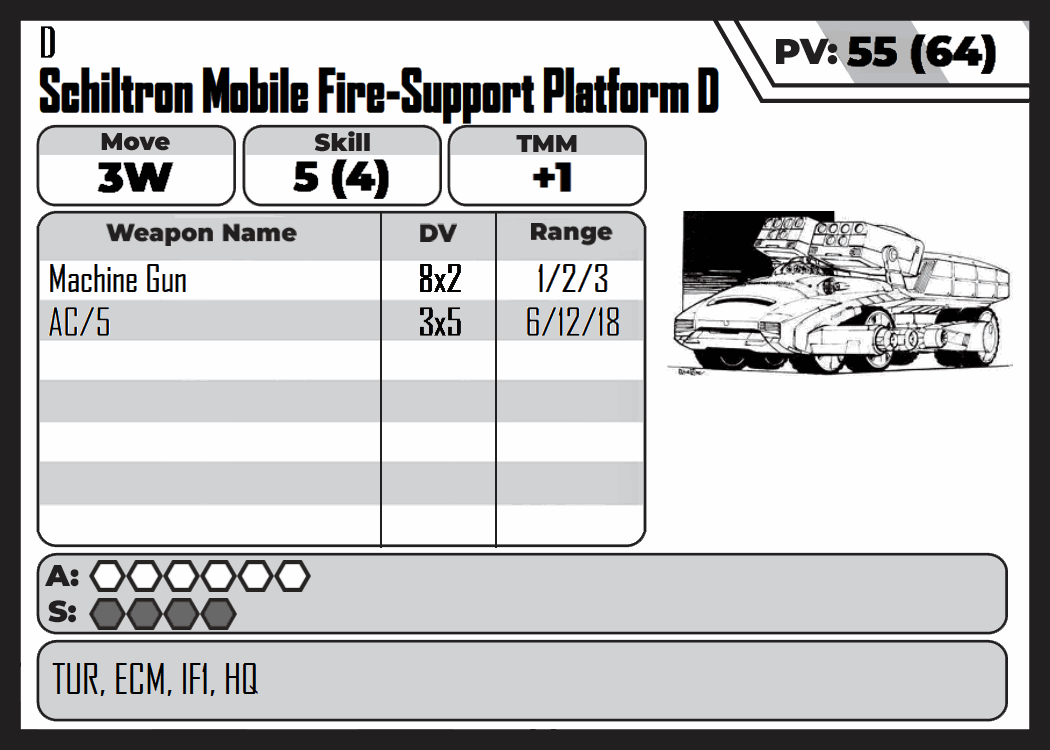 D
Schiltron Mobile Fire-Support Platform D
PV: 55 (64)
Move Skill TMM
3W 5 (4) +1
Weapon Name DV Range
Machine Gun 8x2 1/2/3
AC/5 3x5 6/12/18
A:
S:
TUR, ECM, IF1, HQ